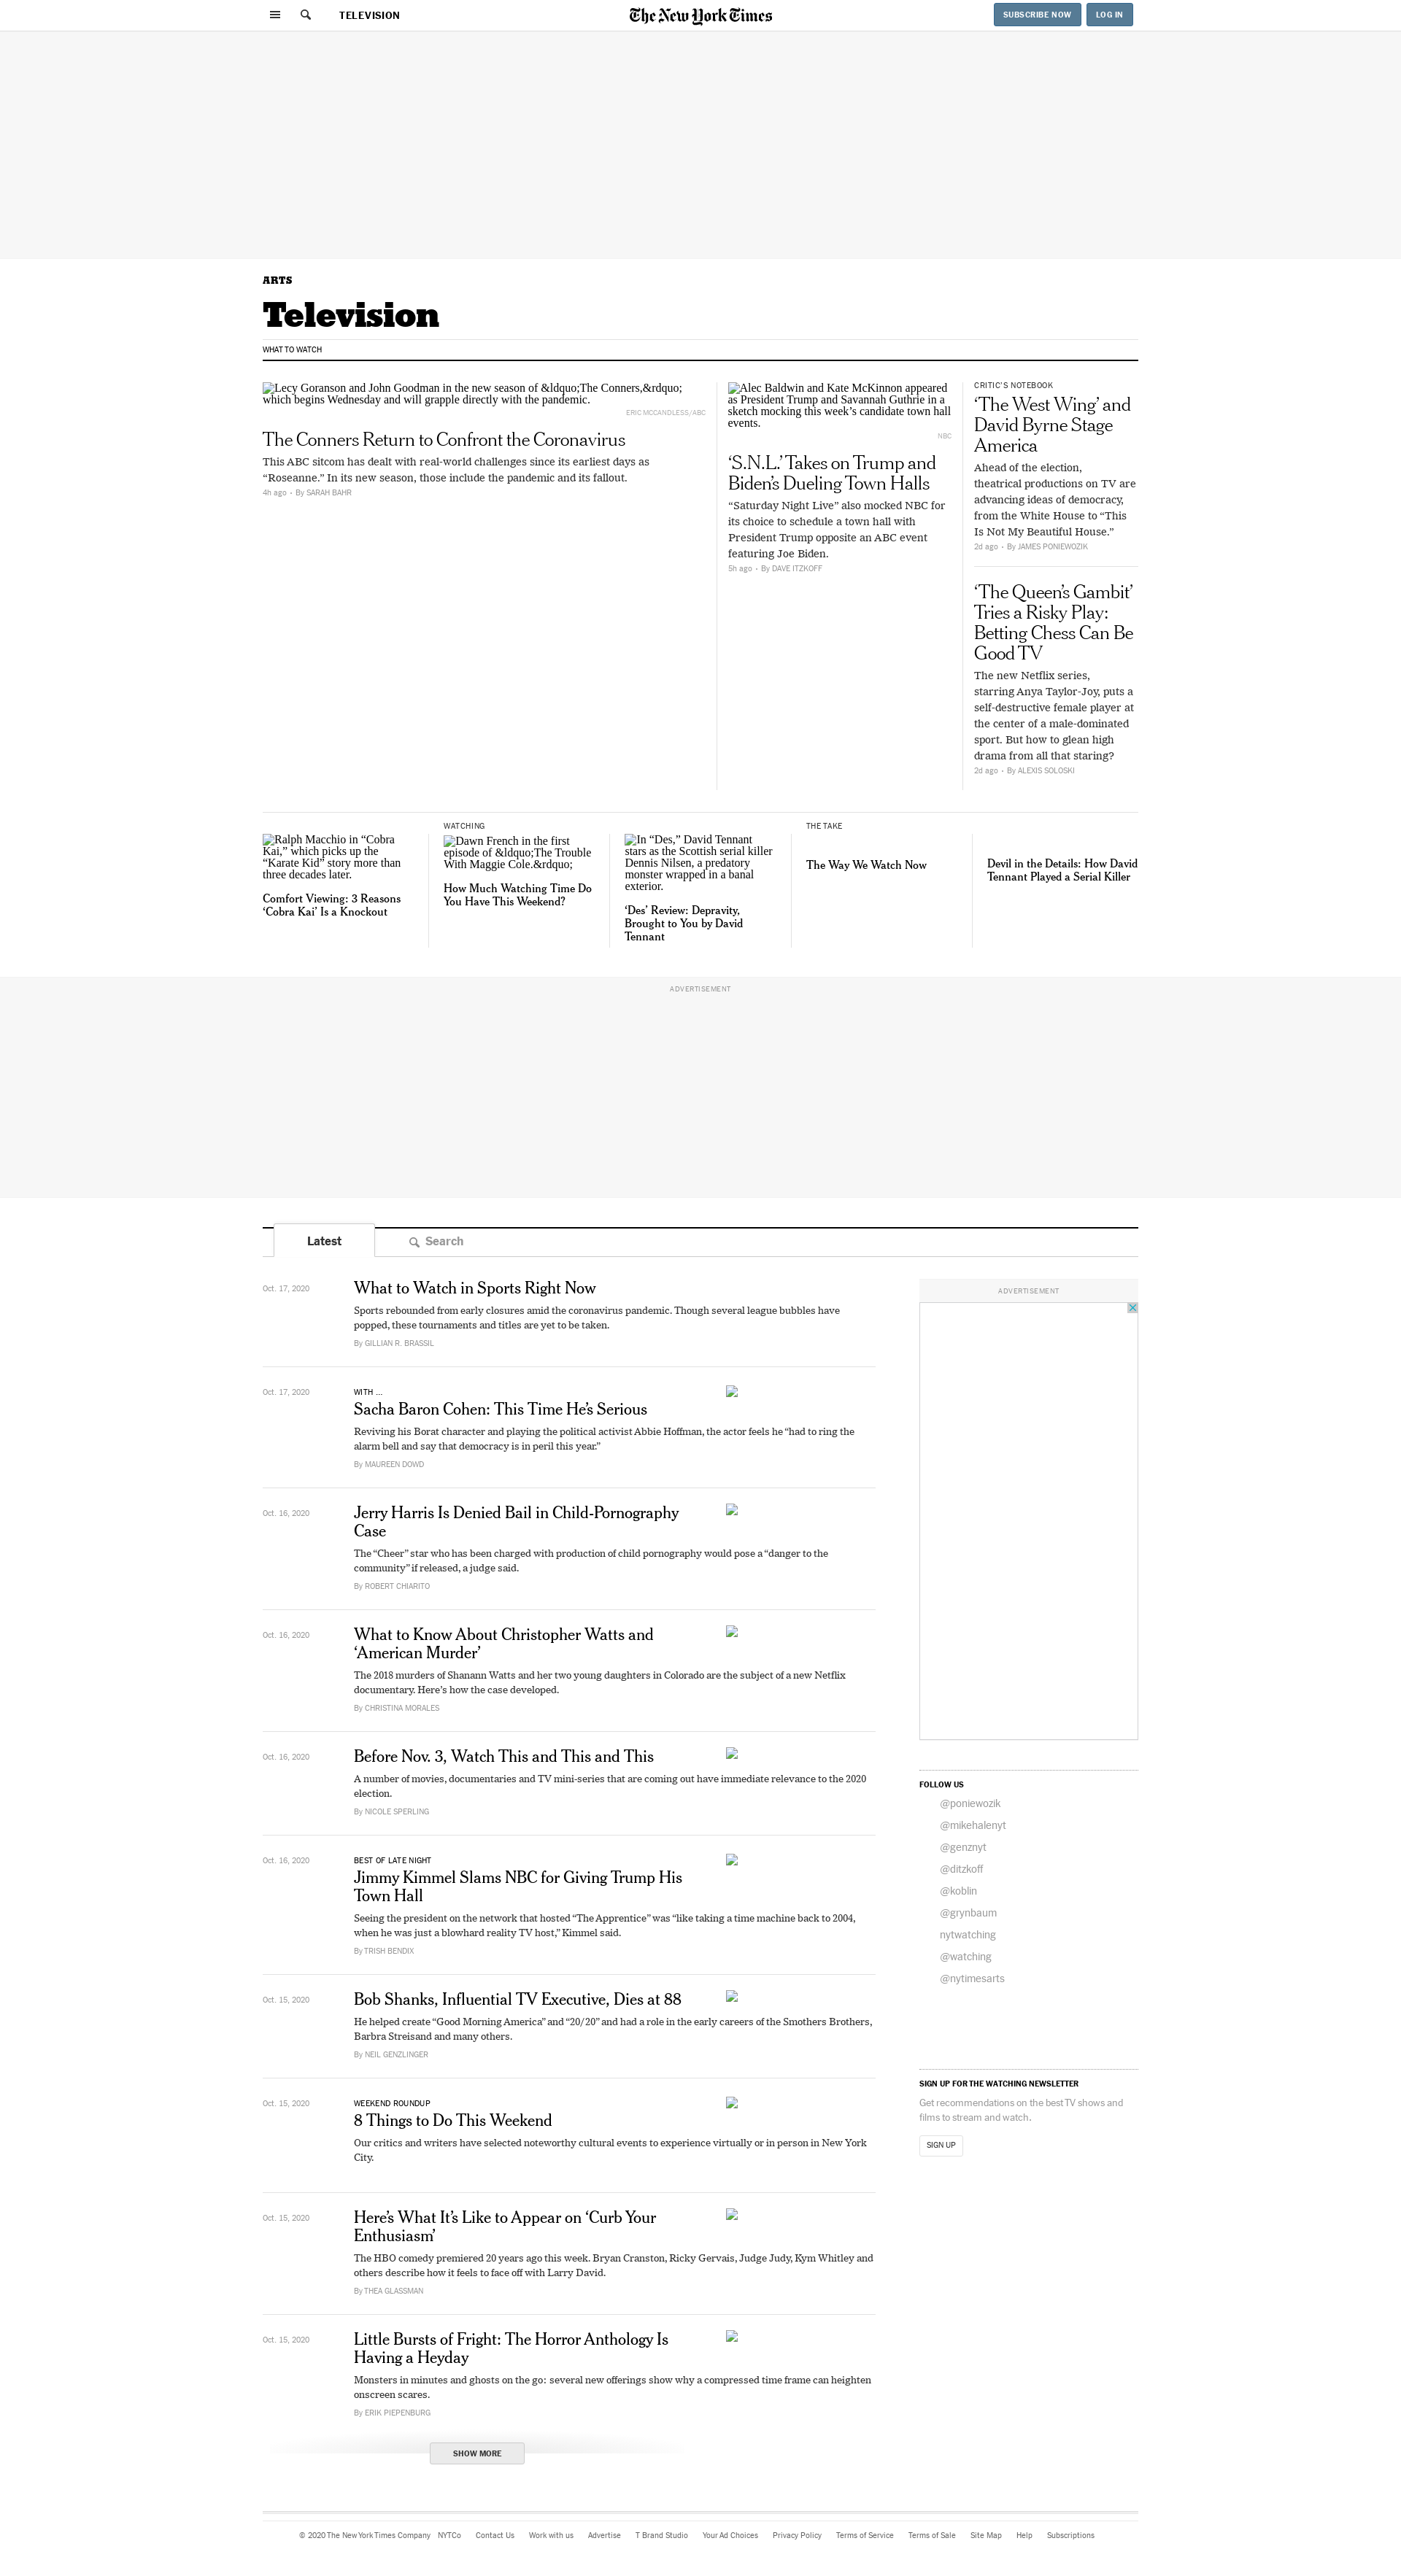 TELEVISION
The New York Times
SUBSCRIBE NOW
LOG IN
ARTS
Television
WHAT TO WATCH
Lecy Goranson and John Goodman in the new season of &ldquo;The Conners,&rdquo;
which begins Wednesday and will grapple directly with the pandemic.
ERIC MCCANDLESS/ABC
The Conners Return to Confront the Coronavirus
This ABC sitcom has dealt with real-world challenges since its earliest days as
“Roseanne.” In its new season, those include the pandemic and its fallout.
4h ago • By SARAH BAHR
Alec Baldwin and Kate McKinnon appeared
as President Trump and Savannah Guthrie in a
sketch mocking this week’s candidate town hall
events.
NBC
‘S.N.L.’ Takes on Trump and
Biden’s Dueling Town Halls
“Saturday Night Live” also mocked NBC for
its choice to schedule a town hall with
President Trump opposite an ABC event
featuring Joe Biden.
5h ago • By DAVE ITZKOFF
CRITIC’S NOTEBOOK
‘The West Wing’ and
David Byrne Stage
America
Ahead of the election,
theatrical productions on TV are
advancing ideas of democracy,
from the White House to “This
Is Not My Beautiful House.”
2d ago • By JAMES PONIEWOZIK
‘The Queen’s Gambit’
Tries a Risky Play:
Betting Chess Can Be
Good TV
The new Netflix series,
starring Anya Taylor-Joy, puts a
self-destructive female player at
the center of a male-dominated
sport. But how to glean high
drama from all that staring?
2d ago • By ALEXIS SOLOSKI
Ralph Macchio in “Cobra
Kai,” which picks up the
“Karate Kid” story more than
three decades later.
Comfort Viewing: 3 Reasons
‘Cobra Kai’ Is a Knockout
WATCHING
Dawn French in the first
episode of &ldquo;The Trouble
With Maggie Cole.&rdquo;
How Much Watching Time Do
You Have This Weekend?
In “Des,” David Tennant
stars as the Scottish serial killer
Dennis Nilsen, a predatory
monster wrapped in a banal
exterior.
‘Des’ Review: Depravity,
Brought to You by David
Tennant
THE TAKE
The Way We Watch Now
Devil in the Details: How David
Tennant Played a Serial Killer
ADVERTISEMENT
Latest
Search
Oct. 17, 2020
What to Watch in Sports Right Now
Sports rebounded from early closures amid the coronavirus pandemic. Though several league bubbles have
popped, these tournaments and titles are yet to be taken.
By GILLIAN R. BRASSIL
Oct. 17, 2020
WITH ...
Sacha Baron Cohen: This Time He’s Serious
Reviving his Borat character and playing the political activist Abbie Hoffman, the actor feels he “had to ring the
alarm bell and say that democracy is in peril this year.”
By MAUREEN DOWD
Oct. 16, 2020
Jerry Harris Is Denied Bail in Child-Pornography
Case
The “Cheer” star who has been charged with production of child pornography would pose a “danger to the
community” if released, a judge said.
By ROBERT CHIARITO
Oct. 16, 2020
What to Know About Christopher Watts and
‘American Murder’
The 2018 murders of Shanann Watts and her two young daughters in Colorado are the subject of a new Netflix
documentary. Here’s how the case developed.
By CHRISTINA MORALES
Oct. 16, 2020
Before Nov. 3, Watch This and This and This
A number of movies, documentaries and TV mini-series that are coming out have immediate relevance to the 2020
election.
By NICOLE SPERLING
Oct. 16, 2020
BEST OF LATE NIGHT
Jimmy Kimmel Slams NBC for Giving Trump His
Town Hall
Seeing the president on the network that hosted “The Apprentice” was “like taking a time machine back to 2004,
when he was just a blowhard reality TV host,” Kimmel said.
By TRISH BENDIX
Oct. 15, 2020
Bob Shanks, Influential TV Executive, Dies at 88
He helped create “Good Morning America” and “20/20” and had a role in the early careers of the Smothers Brothers,
Barbra Streisand and many others.
By NEIL GENZLINGER
Oct. 15, 2020
WEEKEND ROUNDUP
8 Things to Do This Weekend
Our critics and writers have selected noteworthy cultural events to experience virtually or in person in New York
City.
Oct. 15, 2020
Here’s What It’s Like to Appear on ‘Curb Your
Enthusiasm’
The HBO comedy premiered 20 years ago this week. Bryan Cranston, Ricky Gervais, Judge Judy, Kym Whitley and
others describe how it feels to face off with Larry David.
By THEA GLASSMAN
Oct. 15, 2020
Little Bursts of Fright: The Horror Anthology Is
Having a Heyday
Monsters in minutes and ghosts on the go: several new offerings show why a compressed time frame can heighten
onscreen scares.
By ERIK PIEPENBURG
SHOW MORE
ADVERTISEMENT
FOLLOW US
@poniewozik
@mikehalenyt
@genznyt
@ditzkoff
@koblin
@grynbaum
nytwatching
@watching
@nytimesarts
SIGN UP FOR THE WATCHING NEWSLETTER
Get recommendations on the best TV shows and
films to stream and watch.
SIGN UP
© 2020 The New York Times Company NYTCo Contact Us Work with us Advertise T Brand Studio Your Ad Choices Privacy Policy Terms of Service Terms of Sale Site Map Help Subscriptions